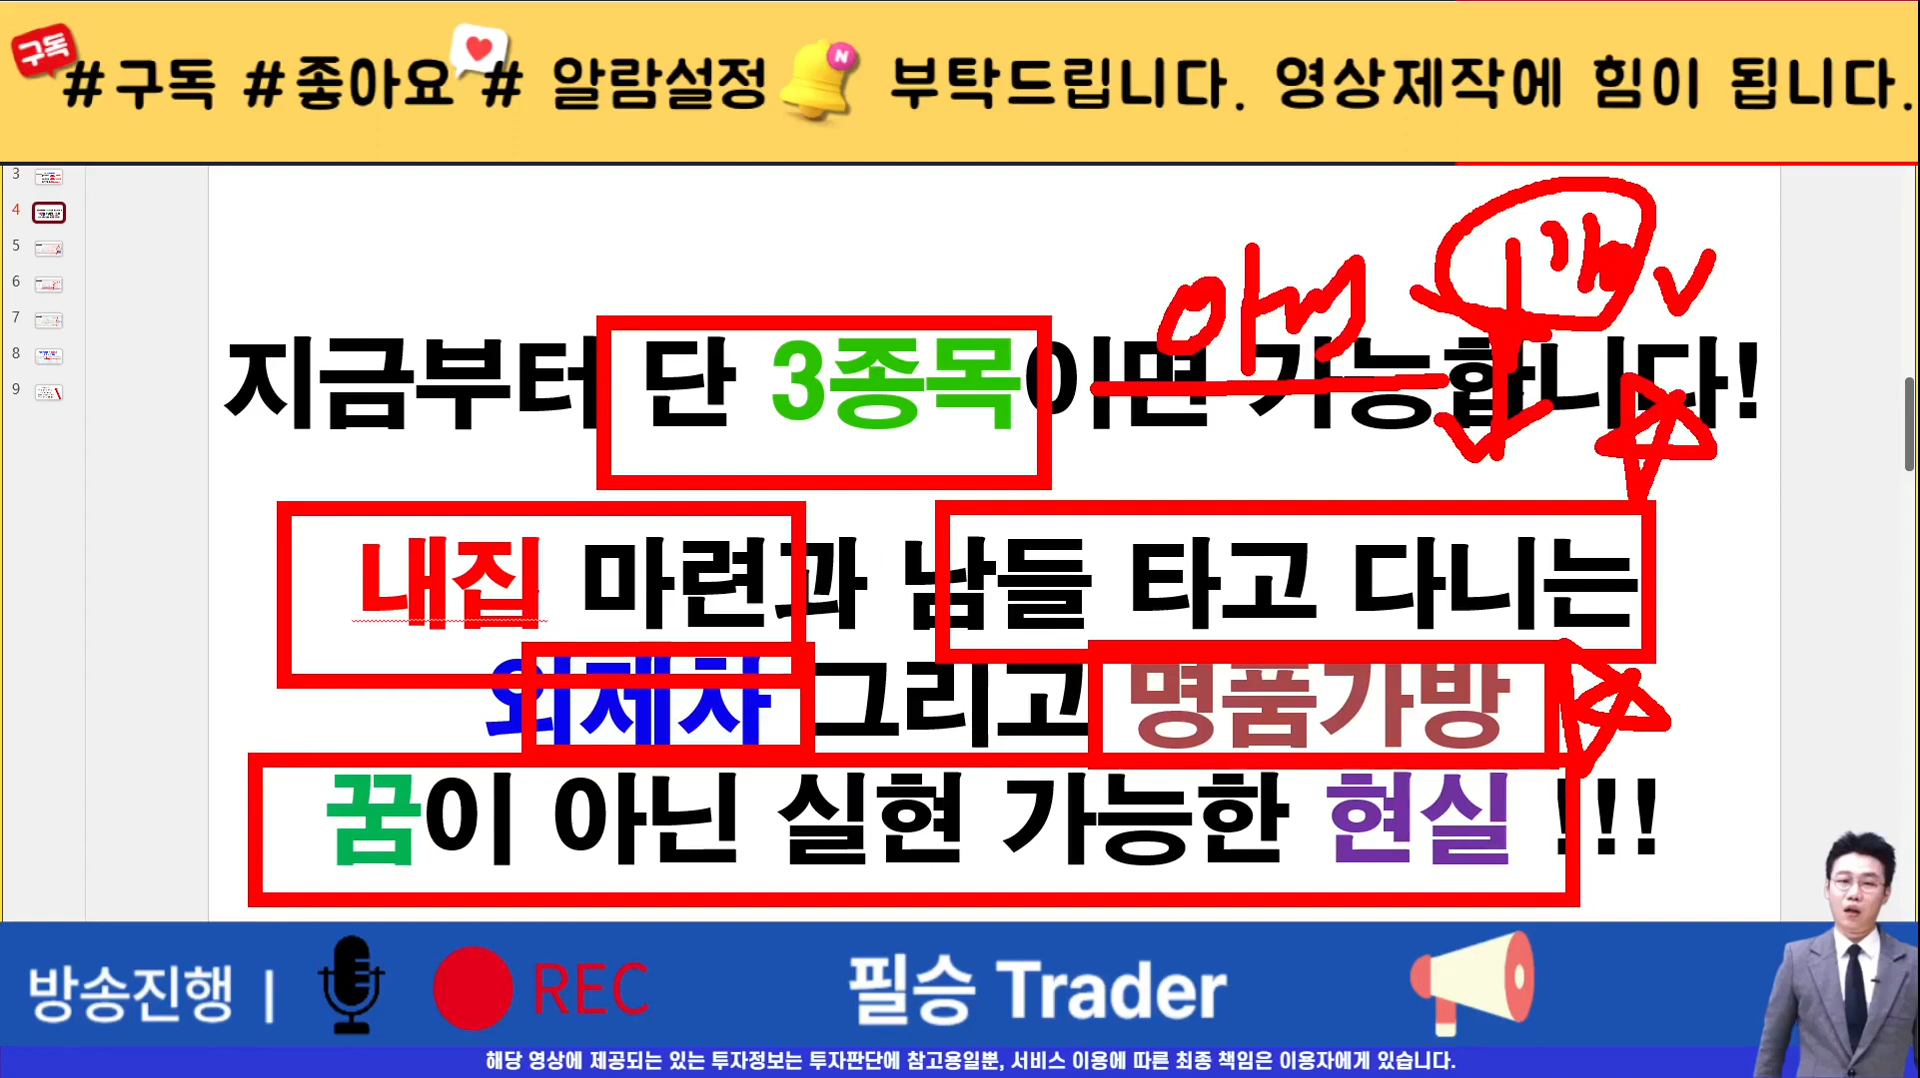 구독
#구독 #좋아요 # 알람설정 N 부탁드립니다. 영상제작에 힘이 됩니다.
3
4
5
6
7
8
9
지금부터 단 3종목이면 가능합니다!
내집 마련과 남들 타고 다니는
외제차 그리고 명품가방
꿈이 아닌 실현 가능한 현실 !!!
방송진행 | REC 필승 Trader
해당 영상에 제공되는 있는 투자정보는 투자판단에 참고용일뿐, 서비스 이용에 따른 최종 책임은 이용자에게 있습니다.